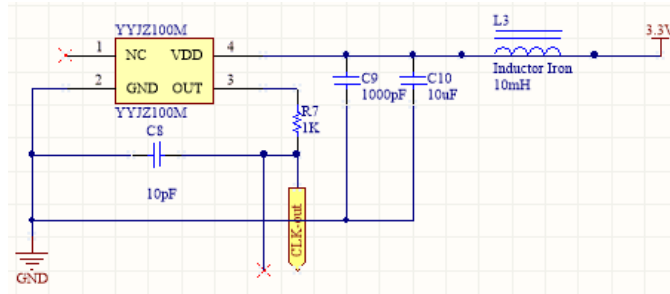 YYJZ100M
L3
3.3V
1
NC
VDD
4
2
GND
OUT
3
C9
1000pF
C10
10uF
Inductor Iron
10mH
YYJZ100M
C8
R7
1K
10pF
CLK-out
GND